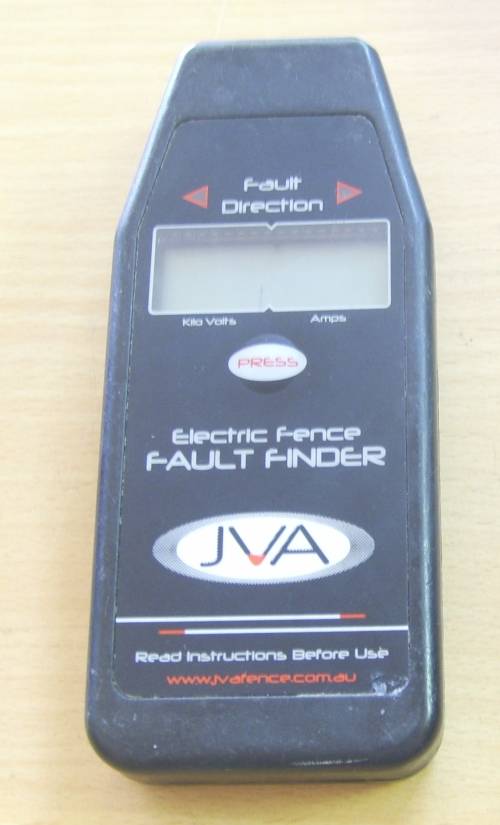 Fault
Direction
Kilo Volts Amps
PRESS
Electric Fence
FAULT FINDER
JVA
Read Instructions Before Use
www.jvafence.com.au